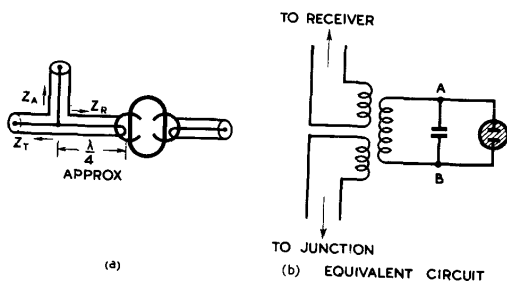 (a)
Z_A
Z_R
Z_T
λ/4
APPROX
(a)
(b)
TO RECEIVER
A
B
TO JUNCTION
(b) EQUIVALENT CIRCUIT